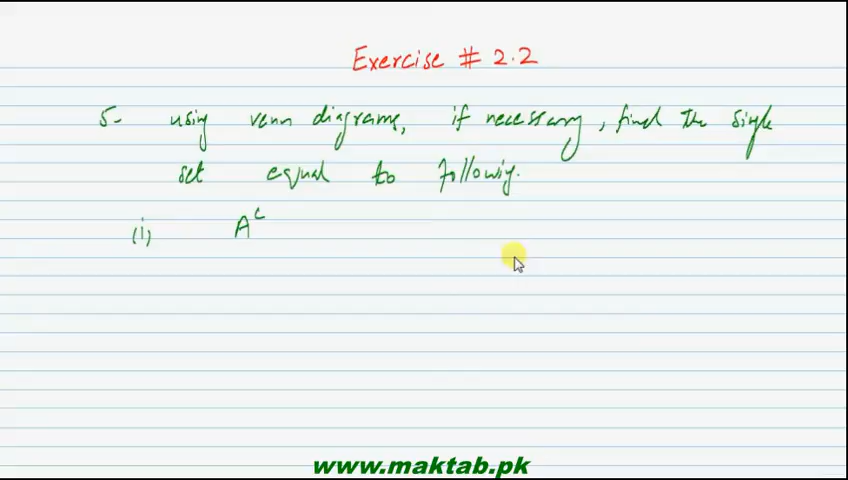 Exercise # 2.2
5- using venn diagrams, if necessary, find the single
set equal to following.
(i) Aᶜ
www.maktab.pk